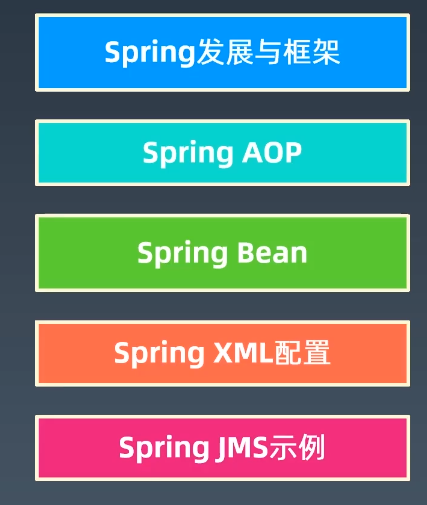 Spring发展与框架
Spring AOP
Spring Bean
Spring XML配置
Spring JMS示例